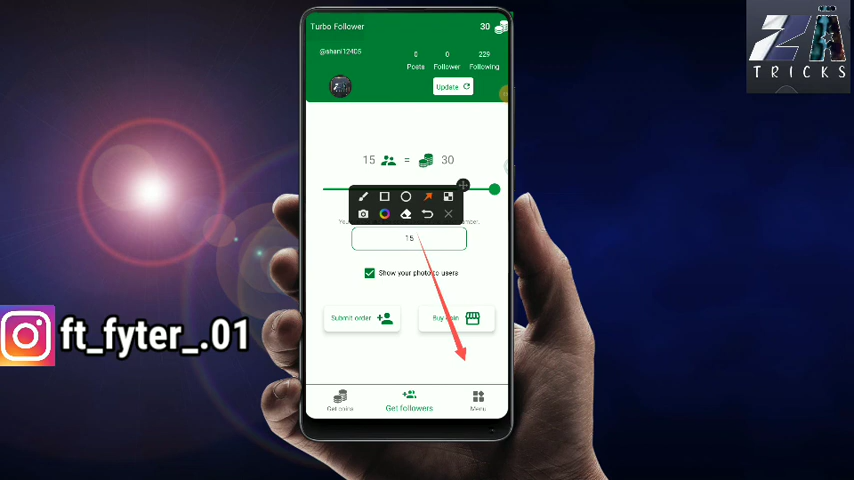 Turbo Follower
30
@shani12405
0
0
229
Posts
Follower
Following
Update
ZA
TRICKS
15 = 30
15
Show your photo to users
Submit order
Buy coin
Get coins
Get followers
Menu
ft_fyter_.01